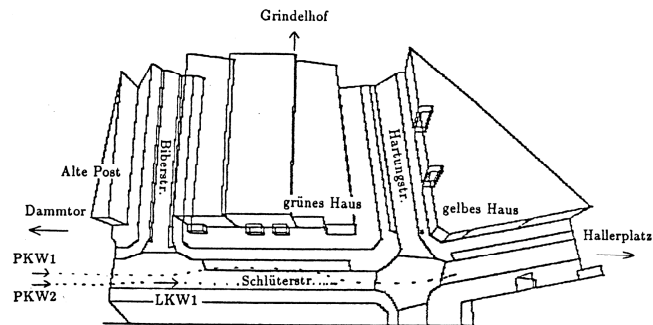 Grindelhof
Biberstr.
Hartungstr.
Alte Post
grünes Haus
gelbes Haus
Dammtor
Hallerplatz
PKW1
Schlüterstr.
PKW2
LKW1